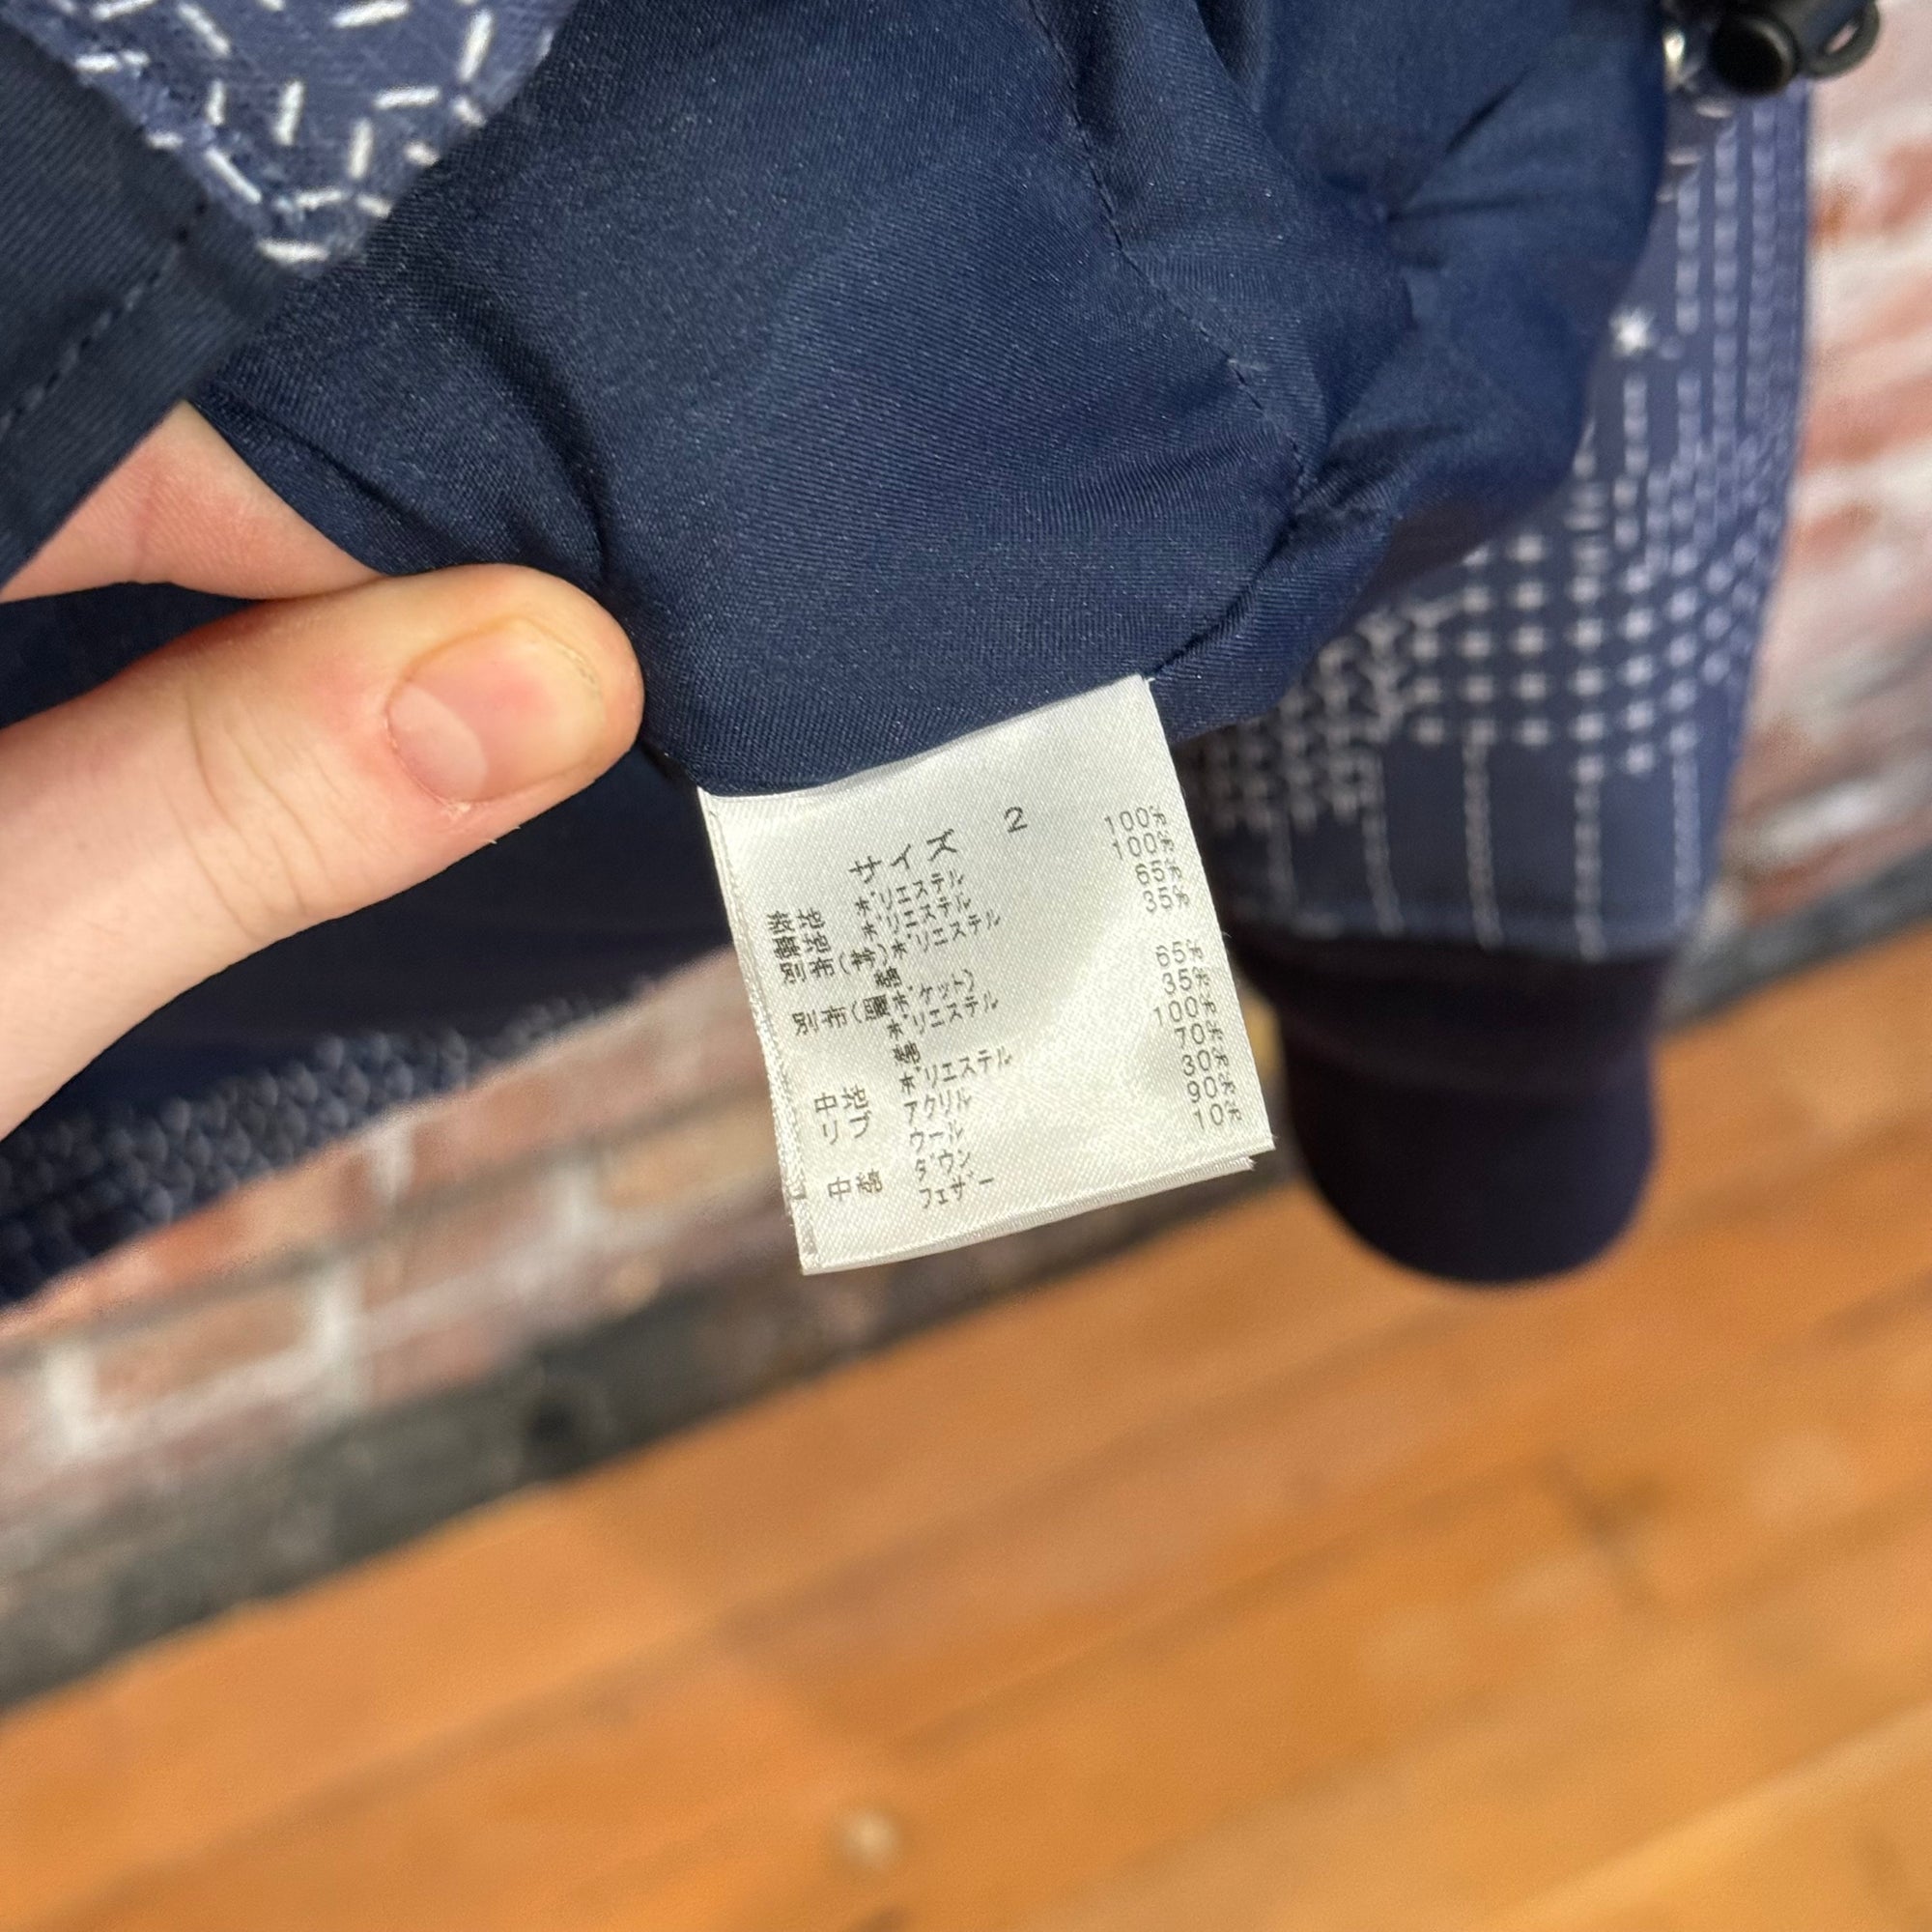 サイズ 2
表地 ポリエステル 100%
裏地 ポリエステル 100%
別布(衿)ポリエステル 65%
綿 35%
別布(腰ポケット)
ポリエステル 65%
綿 35%
中地 ポリエステル 100%
リブ アクリル 70%
ウール 30%
中綿 ダウン 90%
フェザー 10%